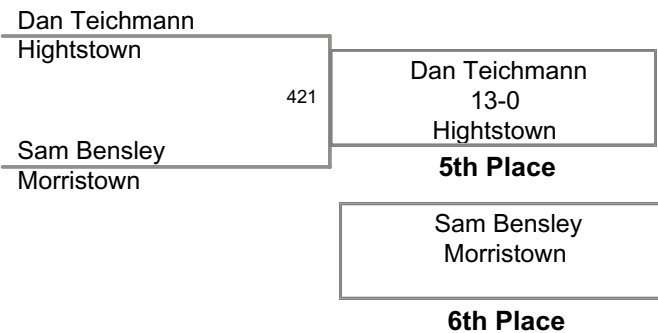 Dan Teichmann
Hightstown
421
Sam Bensley
Morristown
Dan Teichmann
13-0
Hightstown
5th Place
Sam Bensley
Morristown
6th Place